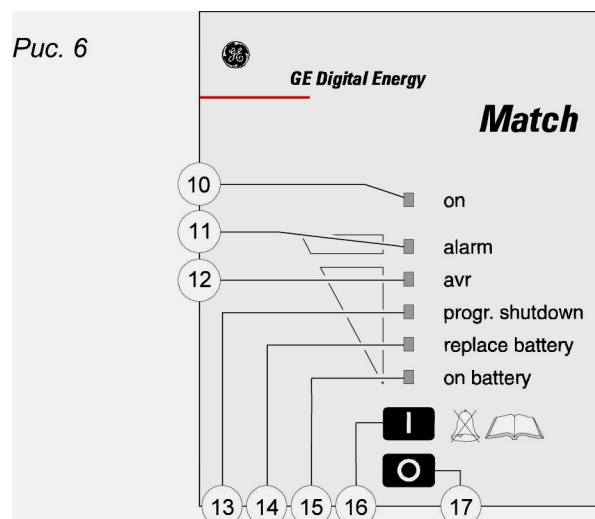 Рис. 6
GE
GE Digital Energy
Match
10
on
11
alarm
12
avr
progr. shutdown
replace battery
on battery
I
O
13 14 15 16 17